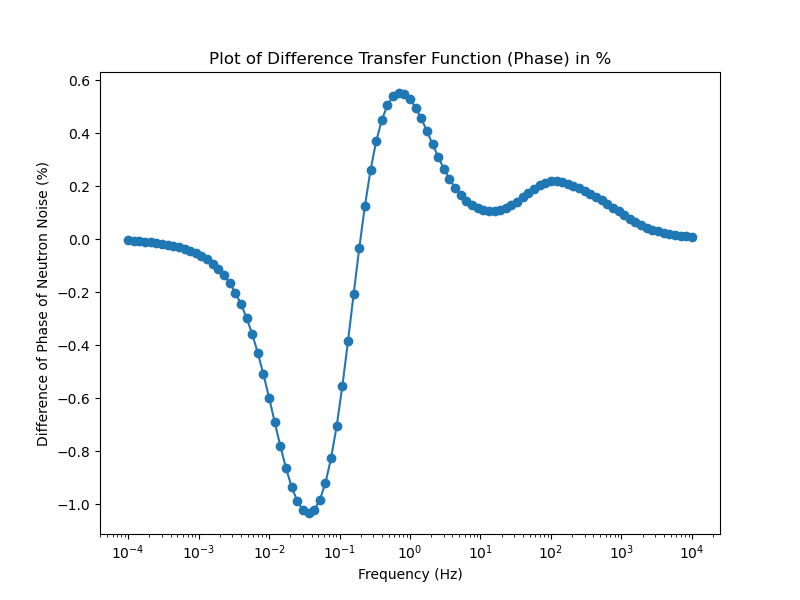 Plot of Difference Transfer Function (Phase) in %
Difference of Phase of Neutron Noise (%)
0.6
0.4
0.2
0.0
−0.2
−0.4
−0.6
−0.8
−1.0
10⁻⁴ 10⁻³ 10⁻² 10⁻¹ 10⁰ 10¹ 10² 10³ 10⁴
Frequency (Hz)